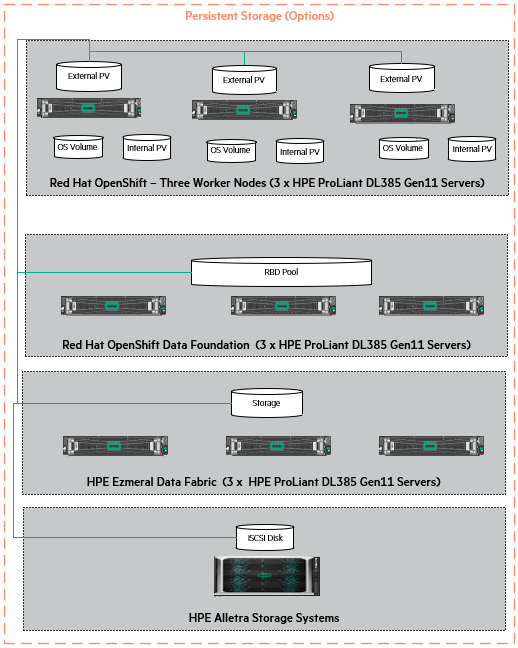 Persistent Storage (Options)
External PV
External PV
External PV
OS Volume
Internal PV
OS Volume
Internal PV
OS Volume
Internal PV
Red Hat OpenShift – Three Worker Nodes (3 x HPE ProLiant DL385 Gen11 Servers)
RBD Pool
Red Hat OpenShift Data Foundation (3 x HPE ProLiant DL385 Gen11 Servers)
Storage
HPE Ezmeral Data Fabric (3 x HPE ProLiant DL385 Gen11 Servers)
iSCSI Disk
HPE Alletra Storage Systems